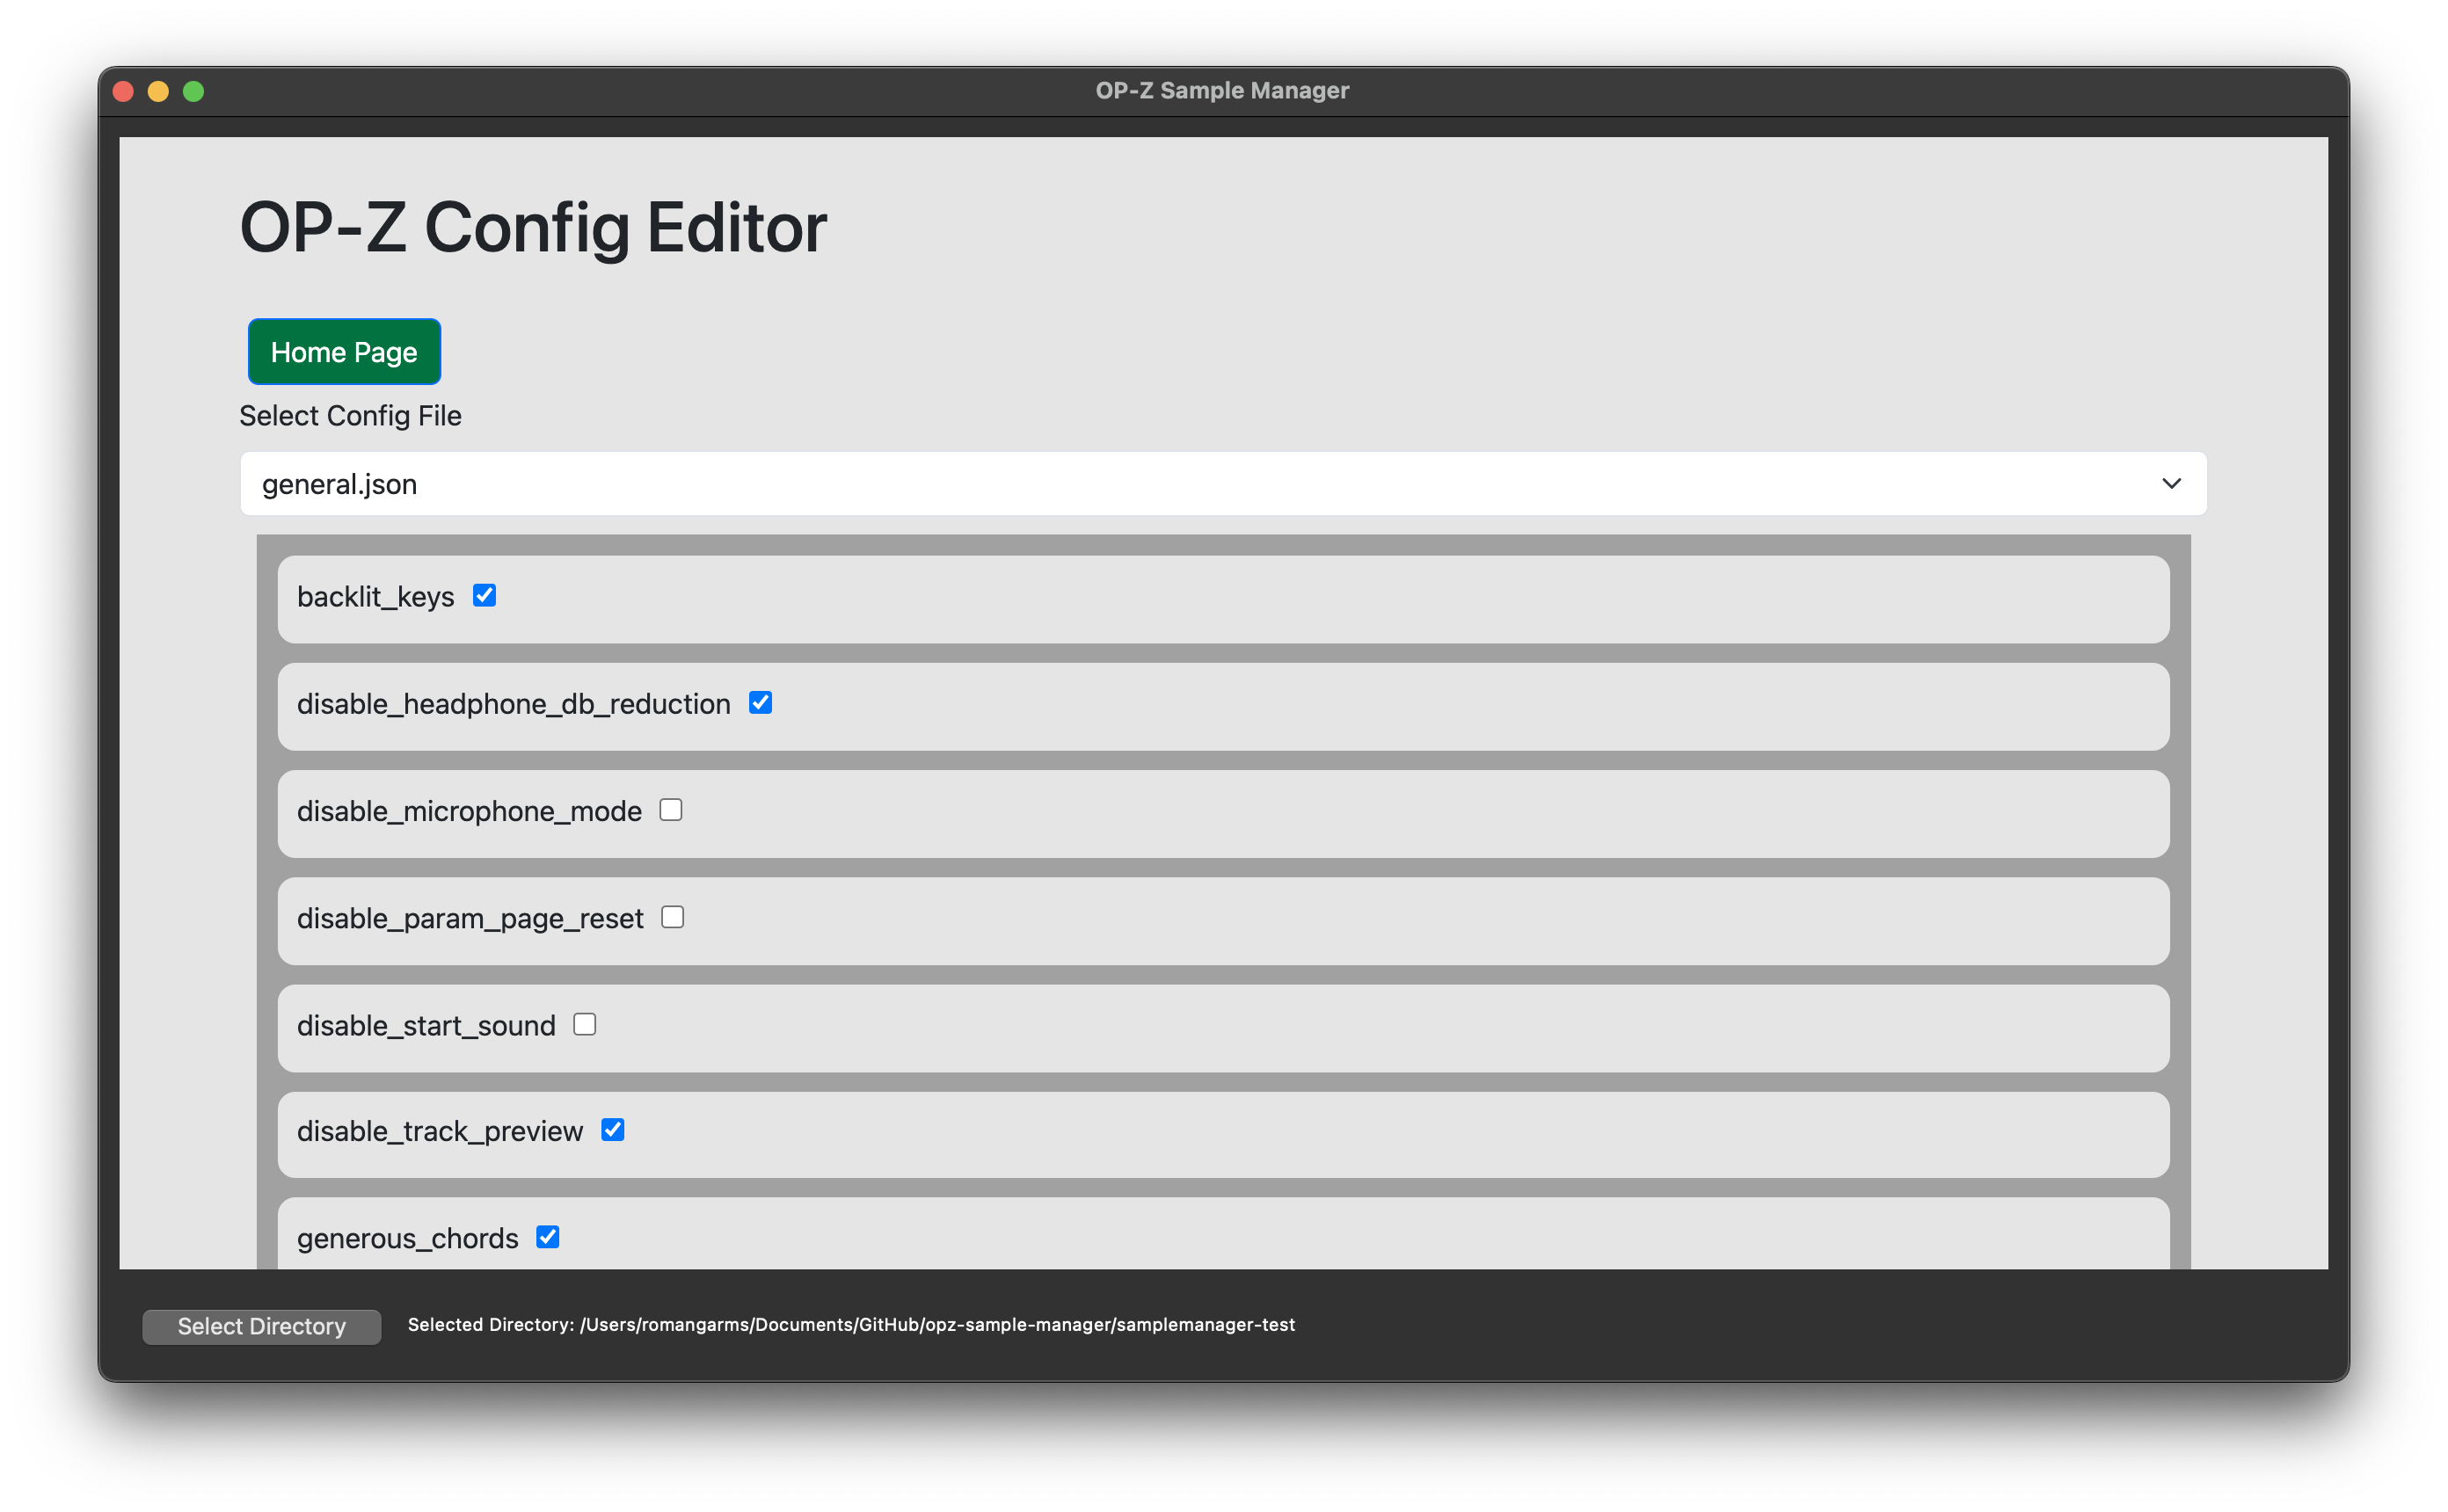 OP-Z Sample Manager
OP-Z Config Editor
Home Page
Select Config File
general.json
backlit_keys
disable_headphone_db_reduction
disable_microphone_mode
disable_param_page_reset
disable_start_sound
disable_track_preview
generous_chords
Select Directory
Selected Directory: /Users/romangarms/Documents/GitHub/opz-sample-manager/samplemanager-test